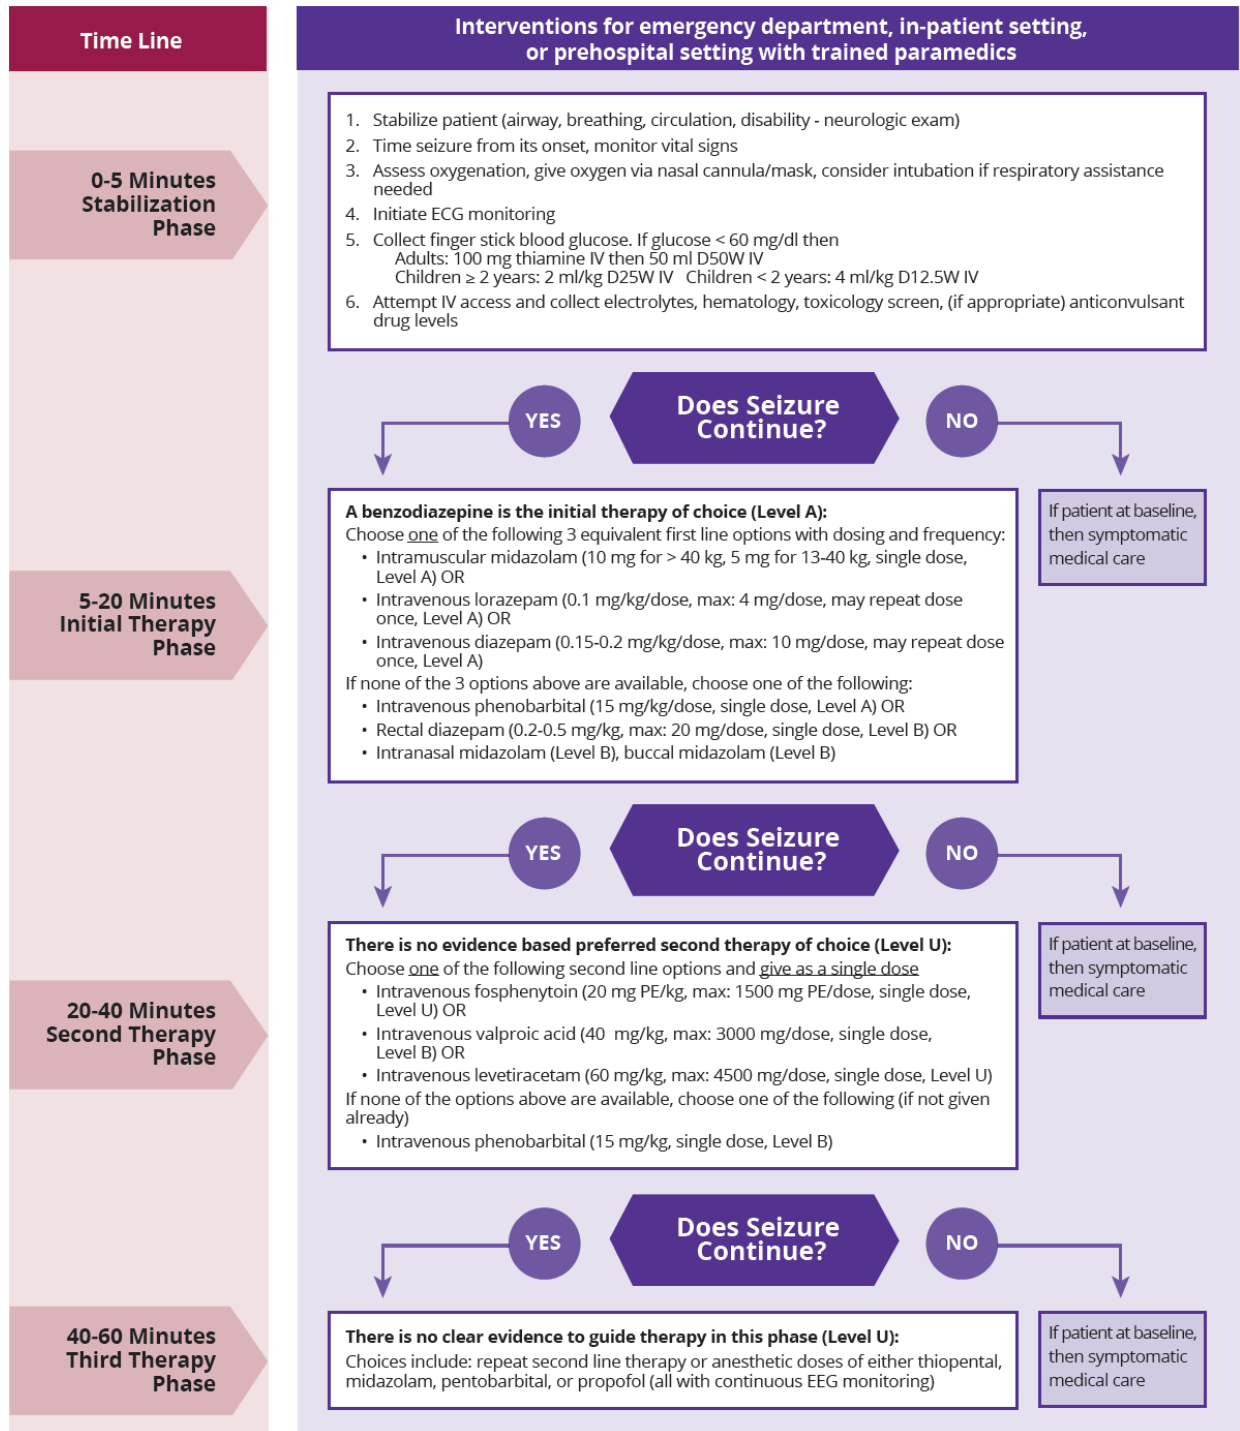 Time Line
Interventions for emergency department, in-patient setting,
or prehospital setting with trained paramedics
0-5 Minutes
Stabilization
Phase
1. Stabilize patient (airway, breathing, circulation, disability - neurologic exam)
2. Time seizure from its onset, monitor vital signs
3. Assess oxygenation, give oxygen via nasal cannula/mask, consider intubation if respiratory assistance
needed
4. Initiate ECG monitoring
5. Collect finger stick blood glucose. If glucose < 60 mg/dl then
Adults: 100 mg thiamine IV then 50 ml D50W IV
Children ≥ 2 years: 2 ml/kg D25W IV Children < 2 years: 4 ml/kg D12.5W IV
6. Attempt IV access and collect electrolytes, hematology, toxicology screen, (if appropriate) anticonvulsant
drug levels
YES
Does Seizure
Continue?
NO
5-20 Minutes
Initial Therapy
Phase
A benzodiazepine is the initial therapy of choice (Level A):
Choose one of the following 3 equivalent first line options with dosing and frequency:
• Intramuscular midazolam (10 mg for > 40 kg, 5 mg for 13-40 kg, single dose,
Level A) OR
• Intravenous lorazepam (0.1 mg/kg/dose, max: 4 mg/dose, may repeat dose
once, Level A) OR
• Intravenous diazepam (0.15-0.2 mg/kg/dose, max: 10 mg/dose, may repeat dose
once, Level A)
If none of the 3 options above are available, choose one of the following:
• Intravenous phenobarbital (15 mg/kg/dose, single dose, Level A) OR
• Rectal diazepam (0.2-0.5 mg/kg, max: 20 mg/dose, single dose, Level B) OR
• Intranasal midazolam (Level B), buccal midazolam (Level B)
If patient at baseline,
then symptomatic
medical care
YES
Does Seizure
Continue?
NO
20-40 Minutes
Second Therapy
Phase
There is no evidence based preferred second therapy of choice (Level U):
Choose one of the following second line options and give as a single dose
• Intravenous fosphenytoin (20 mg PE/kg, max: 1500 mg PE/dose, single dose,
Level U) OR
• Intravenous valproic acid (40 mg/kg, max: 3000 mg/dose, single dose,
Level B) OR
• Intravenous levetiracetam (60 mg/kg, max: 4500 mg/dose, single dose, Level U)
If none of the options above are available, choose one of the following (if not given
already)
• Intravenous phenobarbital (15 mg/kg, single dose, Level B)
If patient at baseline,
then symptomatic
medical care
YES
Does Seizure
Continue?
NO
40-60 Minutes
Third Therapy
Phase
There is no clear evidence to guide therapy in this phase (Level U):
Choices include: repeat second line therapy or anesthetic doses of either thiopental,
midazolam, pentobarbital, or propofol (all with continuous EEG monitoring)
If patient at baseline,
then symptomatic
medical care